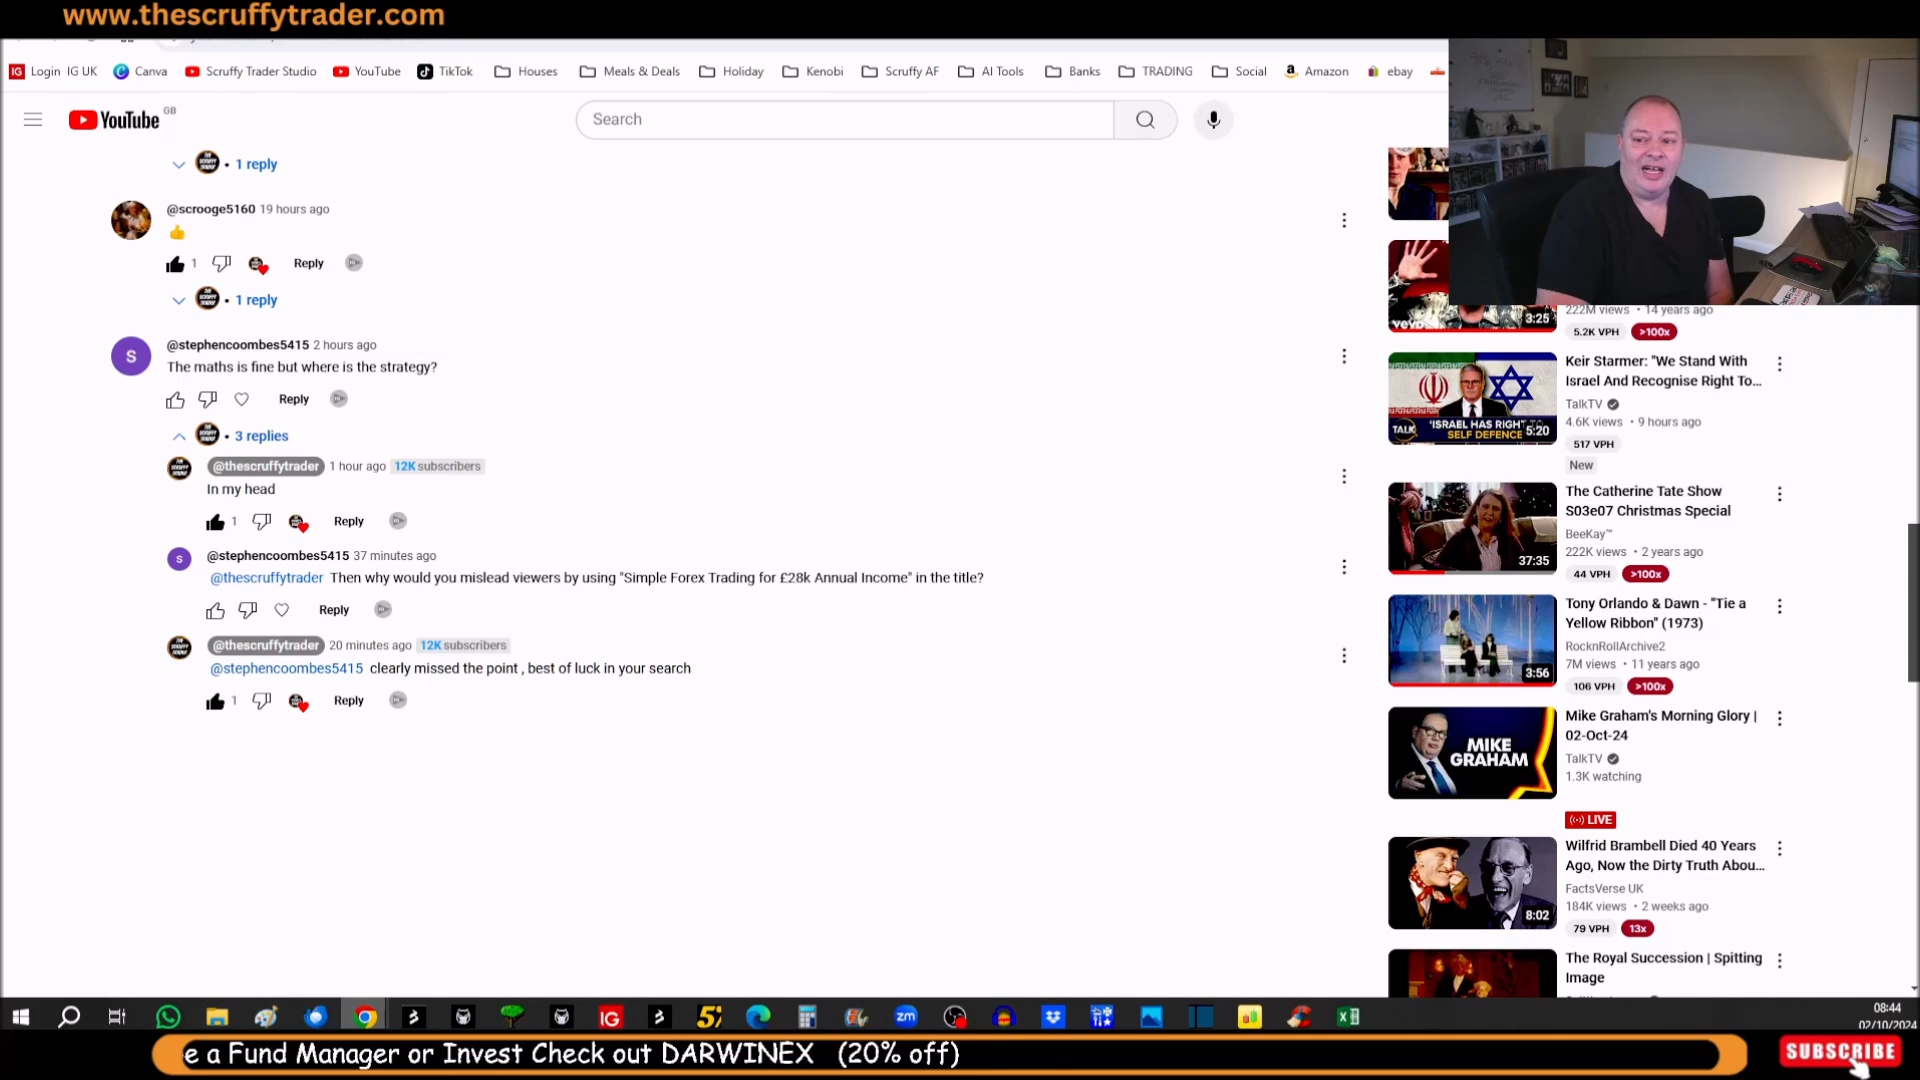 www.thescruffytrader.com
Login IG UK
Canva
Scruffy Trader Studio
YouTube
TikTok
Houses
Meals & Deals
Holiday
Kenobi
Scruffy AF
AI Tools
Banks
TRADING
Social
Amazon
ebay
YouTube GB
Search
1 reply
@scrooge5160 19 hours ago
1 Reply
1 reply
@stephencoombes5415 2 hours ago
The maths is fine but where is the strategy?
Reply
3 replies
@thescruffytrader 1 hour ago 12K subscribers
In my head
1 Reply
@stephencoombes5415 37 minutes ago
@thescruffytrader Then why would you mislead viewers by using "Simple Forex Trading for £28k Annual Income" in the title?
Reply
@thescruffytrader 20 minutes ago 12K subscribers
@stephencoombes5415 clearly missed the point , best of luck in your search
1 Reply
vevo
3:25
222M views • 14 years ago
5.2K VPH >100x
TALK
'ISRAEL HAS RIGHT TO
SELF DEFENCE'
5:20
Keir Starmer: "We Stand With
Israel And Recognise Right To...
TalkTV
4.6K views • 9 hours ago
517 VPH
New
37:35
The Catherine Tate Show
S03e07 Christmas Special
BeeKay™
222K views • 2 years ago
44 VPH >100x
3:56
Tony Orlando & Dawn - "Tie a
Yellow Ribbon" (1973)
RocknRollArchive2
7M views • 11 years ago
106 VPH >100x
MIKE
GRAHAM
Mike Graham's Morning Glory |
02-Oct-24
TalkTV
1.3K watching
LIVE
8:02
Wilfrid Brambell Died 40 Years
Ago, Now the Dirty Truth Abou...
FactsVerse UK
184K views • 2 weeks ago
79 VPH 13x
The Royal Succession | Spitting
Image
IG
zm
08:44
02/10/2024
e a Fund Manager or Invest Check out DARWINEX (20% off)
SUBSCRIBE